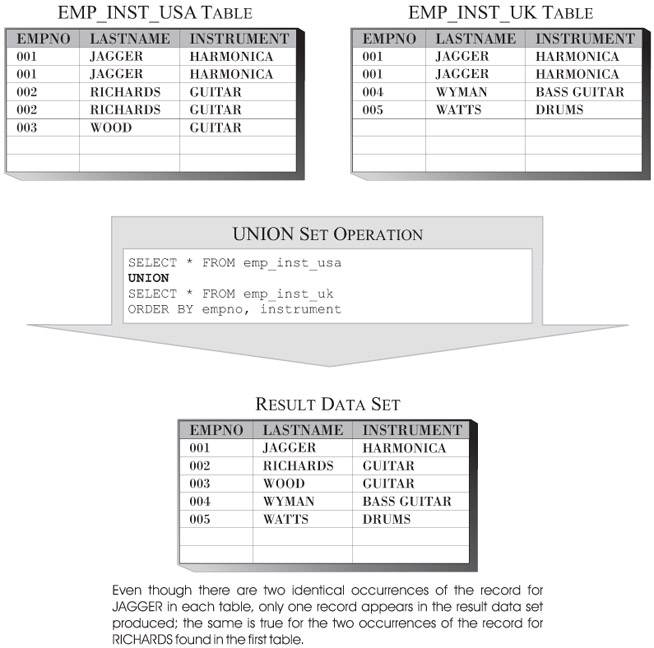 EMP_INST_USA TABLE
EMPNO LASTNAME INSTRUMENT
001 JAGGER HARMONICA
001 JAGGER HARMONICA
002 RICHARDS GUITAR
002 RICHARDS GUITAR
003 WOOD GUITAR
EMP_INST_UK TABLE
EMPNO LASTNAME INSTRUMENT
001 JAGGER HARMONICA
001 JAGGER HARMONICA
004 WYMAN BASS GUITAR
005 WATTS DRUMS
UNION SET OPERATION
SELECT * FROM emp_inst_usa
UNION
SELECT * FROM emp_inst_uk
ORDER BY empno, instrument
RESULT DATA SET
EMPNO LASTNAME INSTRUMENT
001 JAGGER HARMONICA
002 RICHARDS GUITAR
003 WOOD GUITAR
004 WYMAN BASS GUITAR
005 WATTS DRUMS
Even though there are two identical occurrences of the record for
JAGGER in each table, only one record appears in the result data set
produced; the same is true for the two occurrences of the record for
RICHARDS found in the first table.